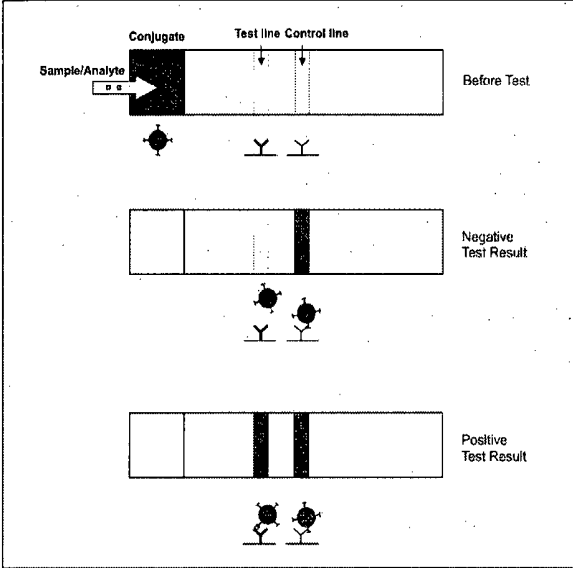 Conjugate
Test line Control line
Sample/Analyte
Before Test
Negative
Test Result
Positive
Test Result